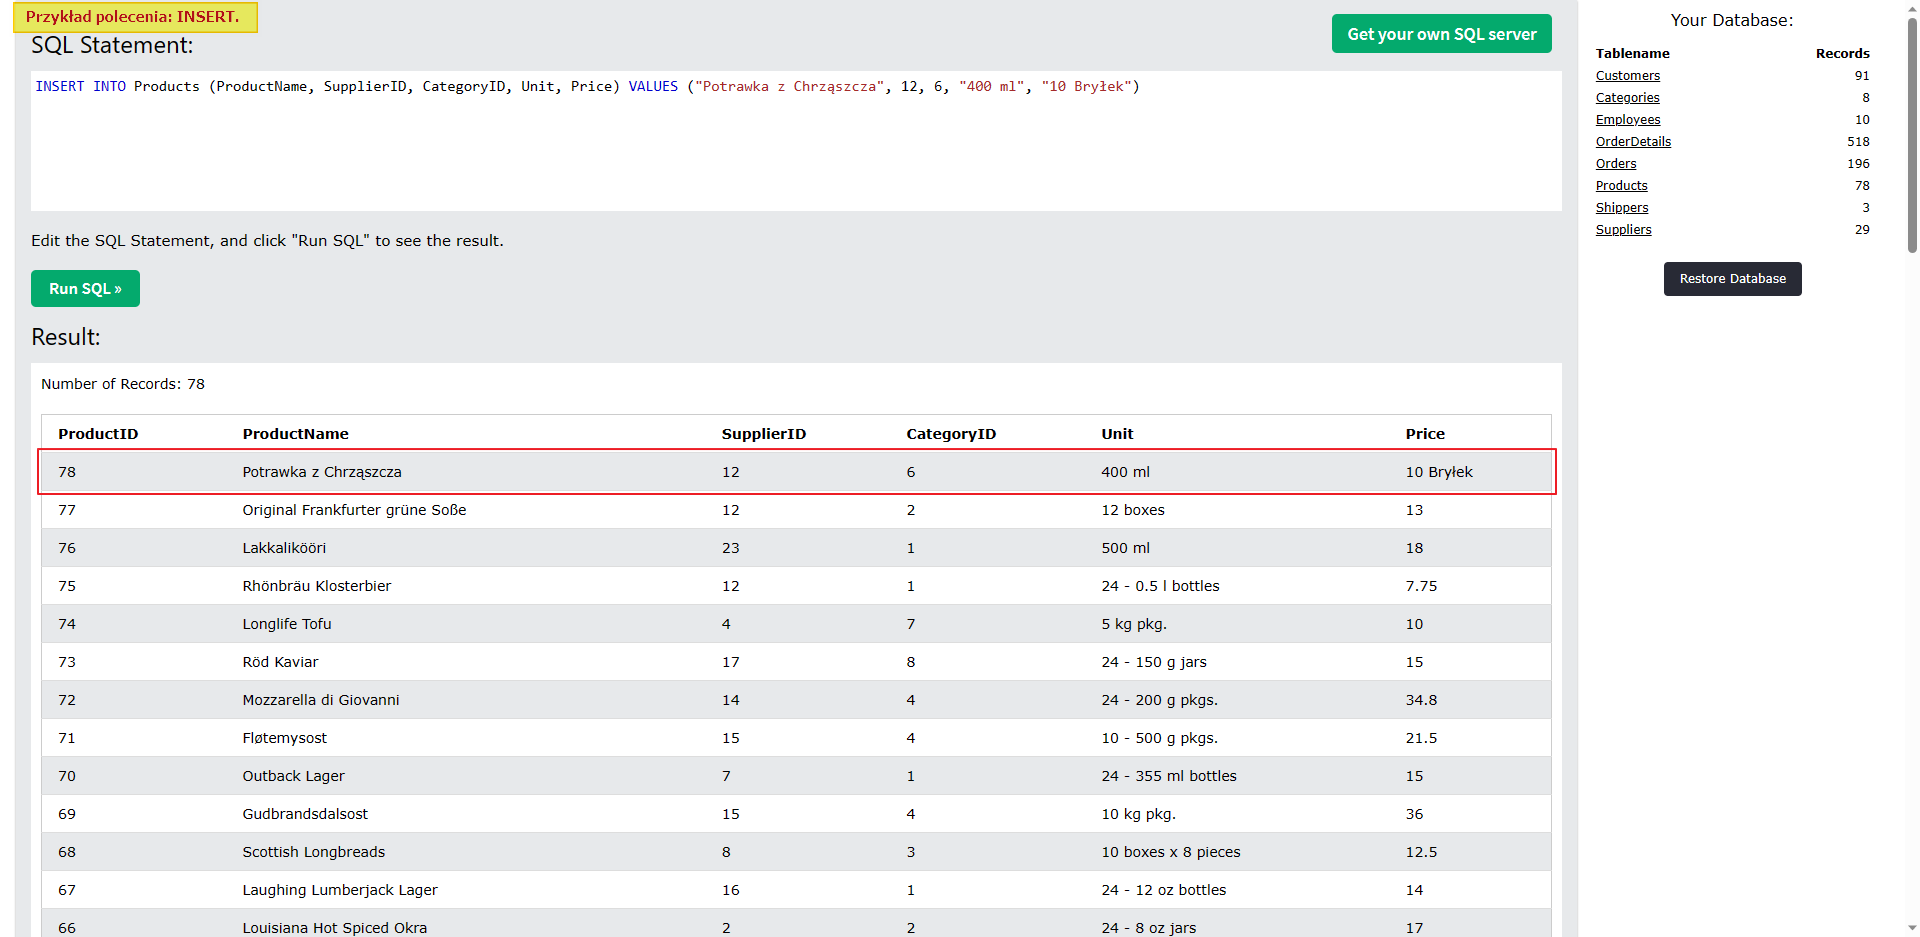 Przykład polecenia: INSERT.
SQL Statement:
Get your own SQL server
INSERT INTO Products (ProductName, SupplierID, CategoryID, Unit, Price) VALUES ("Potrawka z Chrząszcza", 12, 6, "400 ml", "10 Bryłek")
Edit the SQL Statement, and click "Run SQL" to see the result.
Run SQL »
Result:
Number of Records: 78
ProductID ProductName SupplierID CategoryID Unit Price
78 Potrawka z Chrząszcza 12 6 400 ml 10 Bryłek
77 Original Frankfurter grüne Soße 12 2 12 boxes 13
76 Lakkalikööri 23 1 500 ml 18
75 Rhönbräu Klosterbier 12 1 24 - 0.5 l bottles 7.75
74 Longlife Tofu 4 7 5 kg pkg. 10
73 Röd Kaviar 17 8 24 - 150 g jars 15
72 Mozzarella di Giovanni 14 4 24 - 200 g pkgs. 34.8
71 Fløtemysost 15 4 10 - 500 g pkgs. 21.5
70 Outback Lager 7 1 24 - 355 ml bottles 15
69 Gudbrandsdalsost 15 4 10 kg pkg. 36
68 Scottish Longbreads 8 3 10 boxes x 8 pieces 12.5
67 Laughing Lumberjack Lager 16 1 24 - 12 oz bottles 14
66 Louisiana Hot Spiced Okra 2 2 24 - 8 oz jars 17
Your Database:
Tablename Records
Customers 91
Categories 8
Employees 10
OrderDetails 518
Orders 196
Products 78
Shippers 3
Suppliers 29
Restore Database